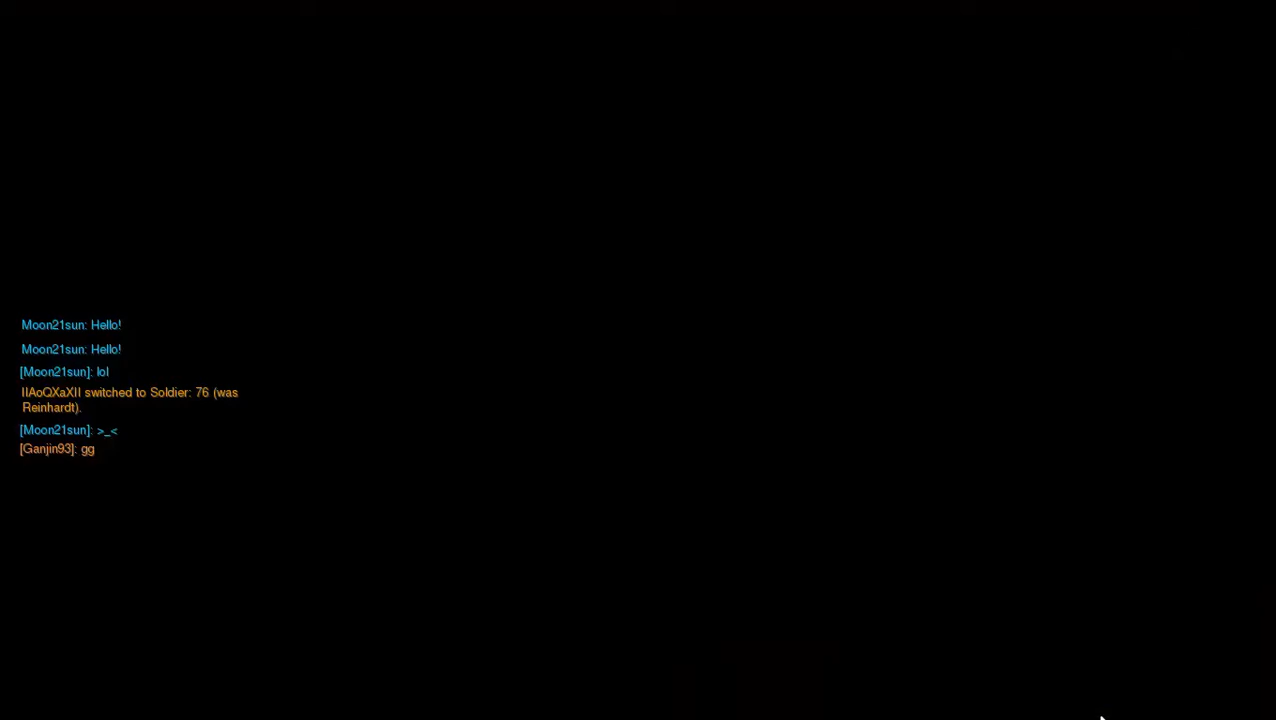 Moon21sun: Hello!
Moon21sun: Hello!
[Moon21sun]: lol
IIAoQXaXII switched to Soldier: 76 (was
Reinhardt).
[Moon21sun]: >_<
[Ganjin93]: gg